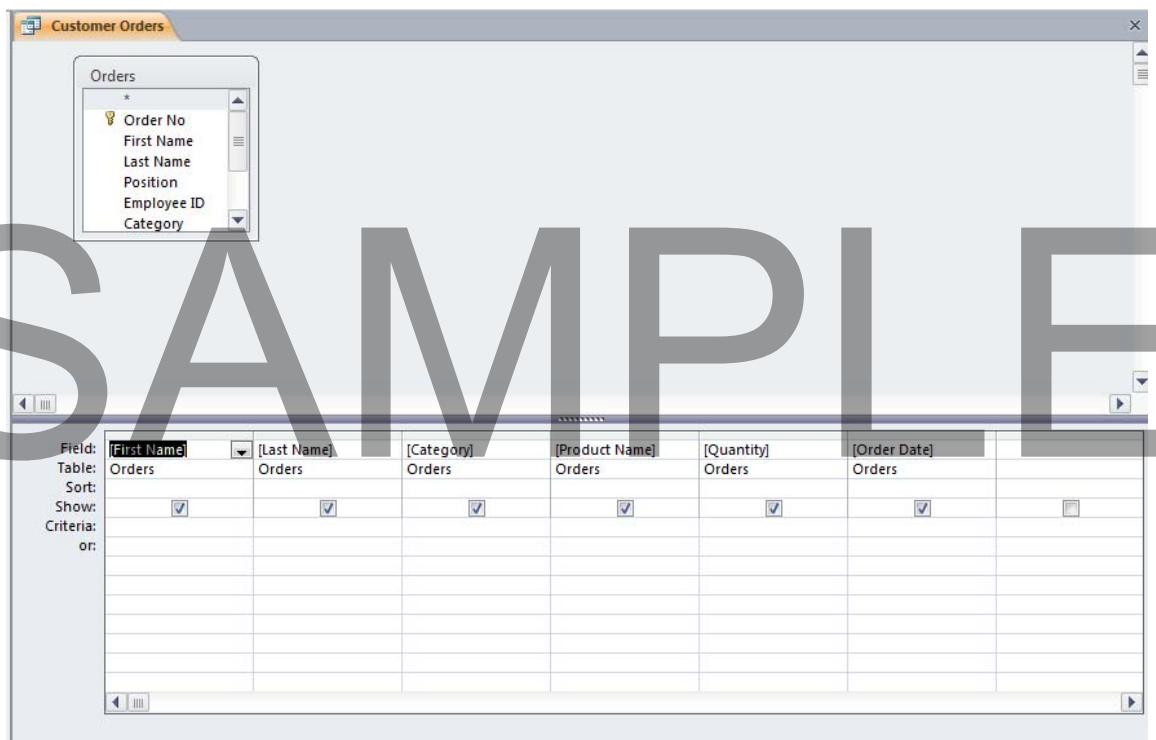 Customer Orders
Orders
*
Order No
First Name
Last Name
Position
Employee ID
Category
SAMPLE
Field: [First Name] [Last Name] [Category] [Product Name] [Quantity] [Order Date]
Table: Orders Orders Orders Orders Orders Orders
Sort:
Show:
Criteria:
or: